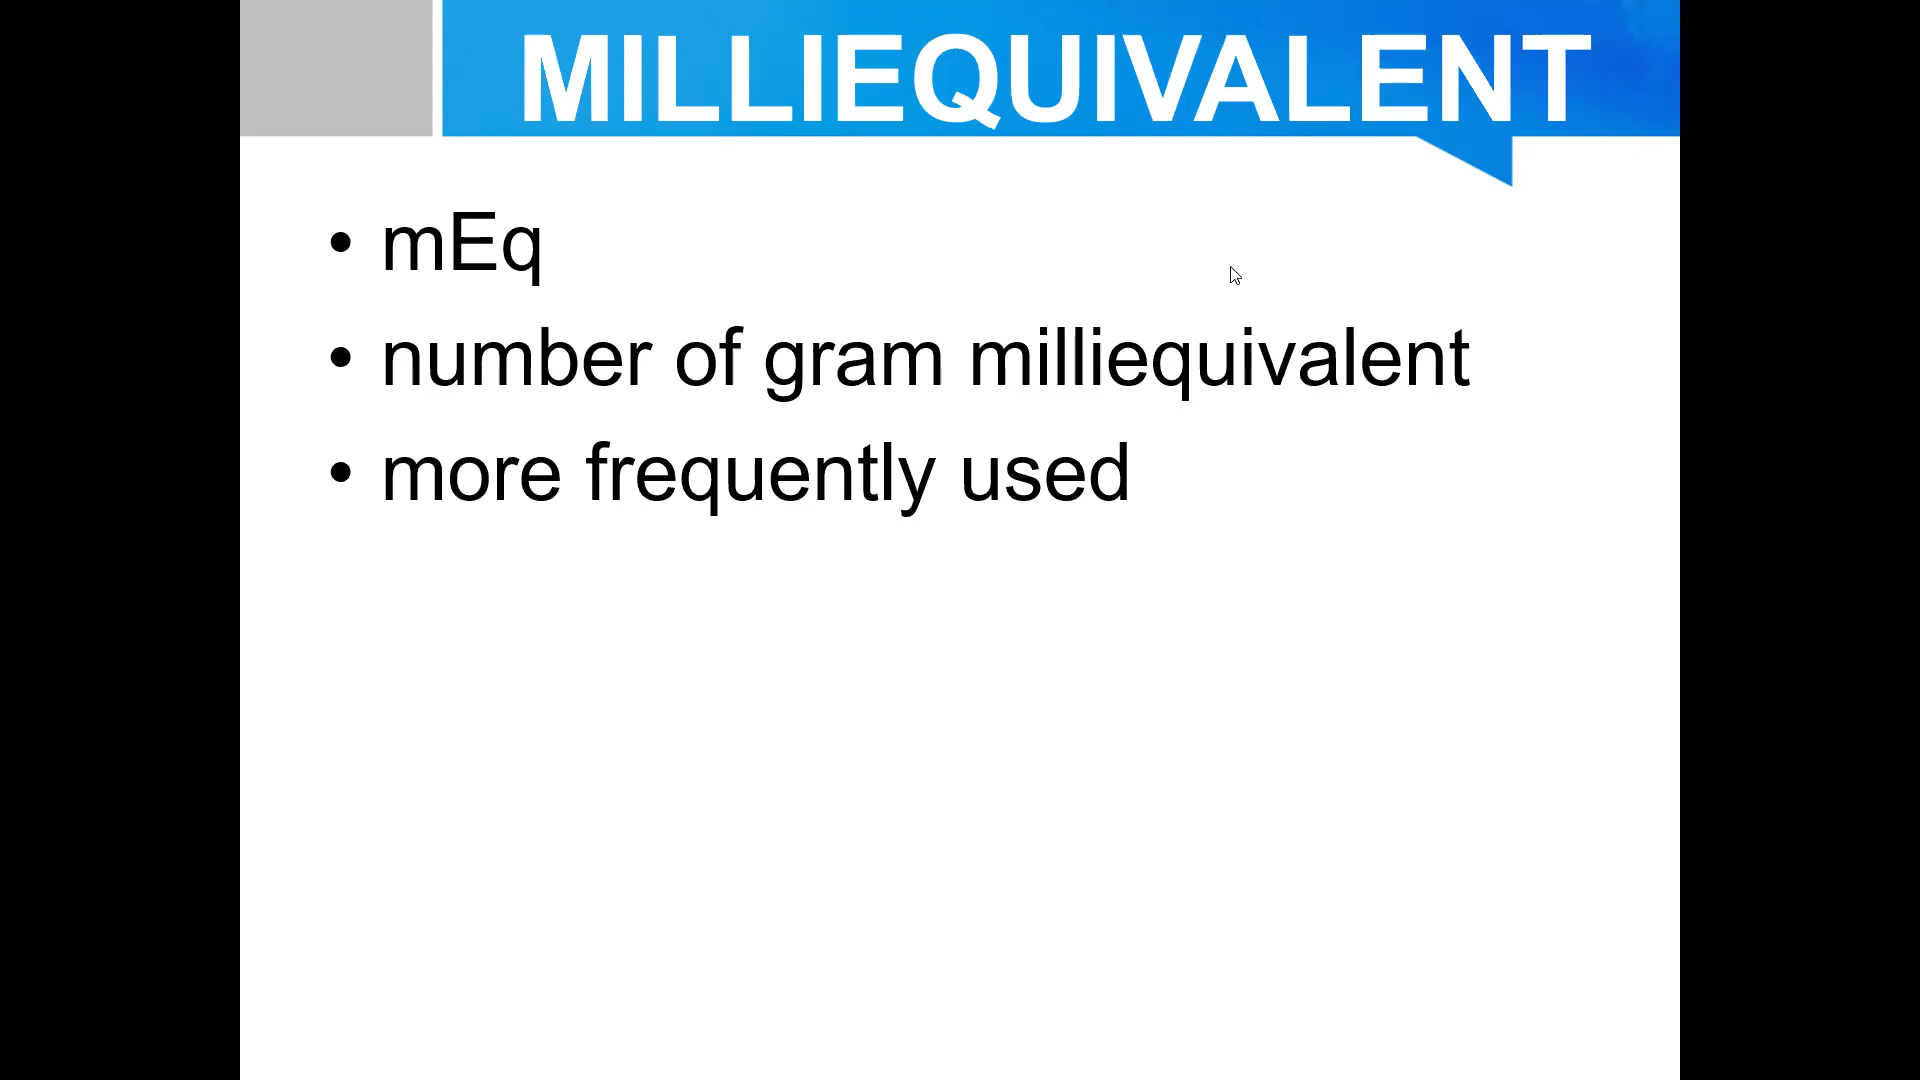 MILLIEQUIVALENT
• mEq
• number of gram milliequivalent
• more frequently used